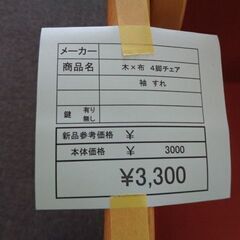 メーカー
商品名 木×布 4脚チェア
袖 すれ
鍵 有り
無し
新品参考価格 ¥
本体価格 ¥ 3000
¥3,300